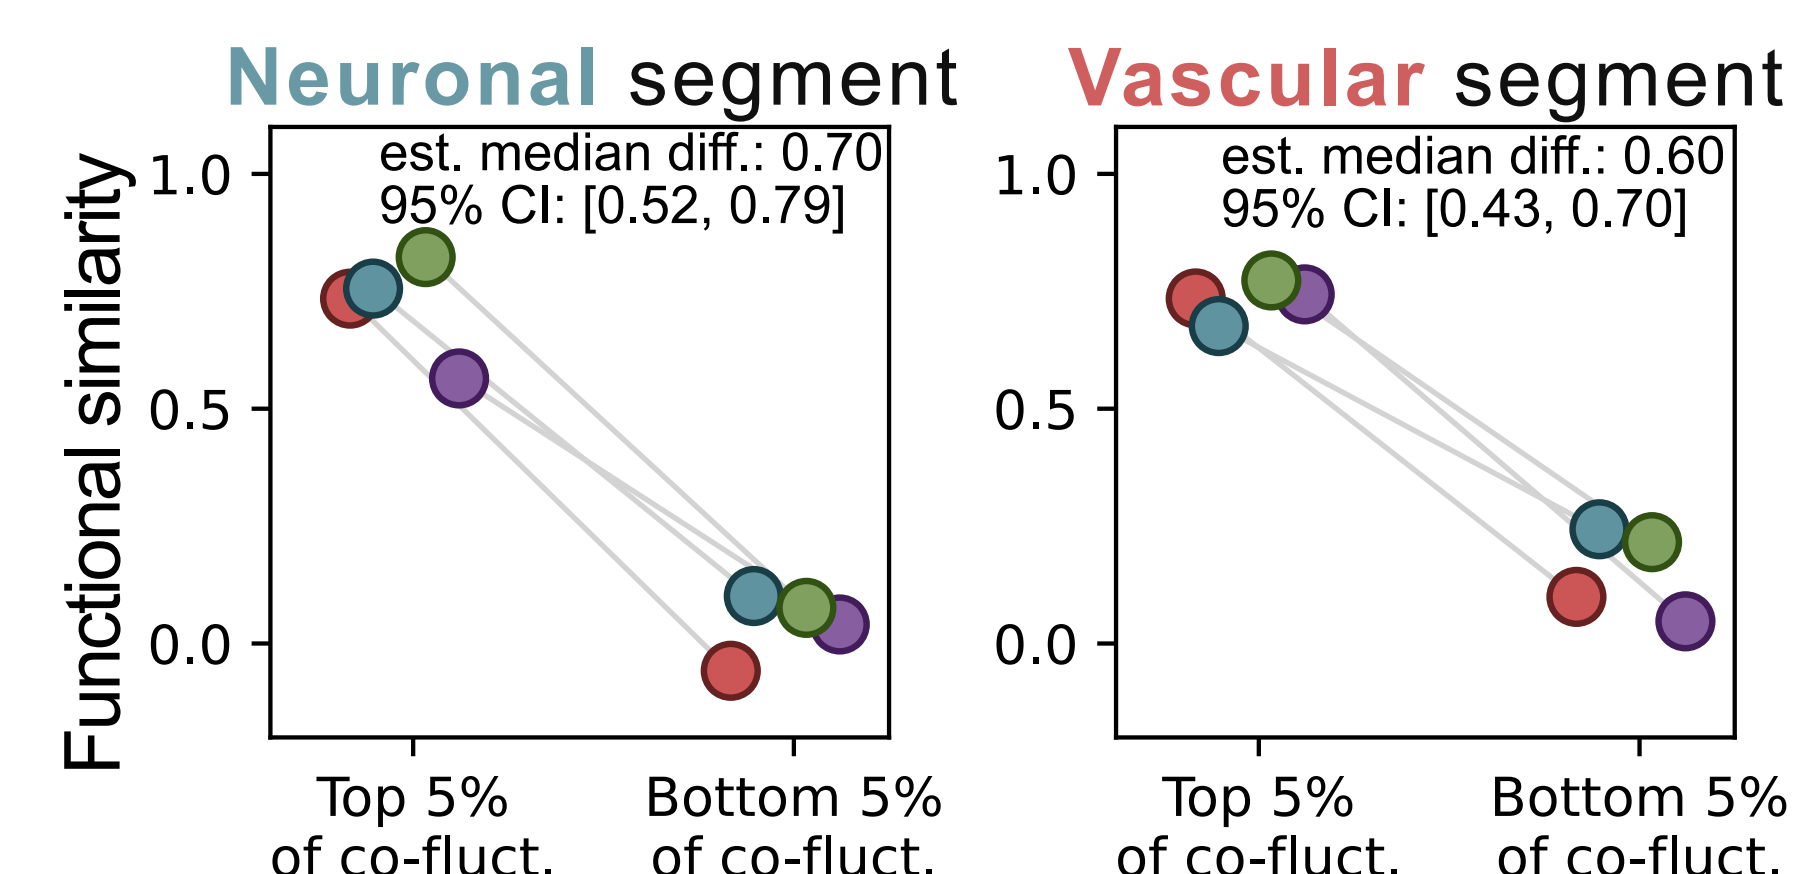 Neuronal segment
est. median diff.: 0.70
95% CI: [0.52, 0.79]
Functional similarity
1.0
0.5
0.0
Top 5%
of co-fluct.
Bottom 5%
of co-fluct.
Vascular segment
est. median diff.: 0.60
95% CI: [0.43, 0.70]
1.0
0.5
0.0
Top 5%
of co-fluct.
Bottom 5%
of co-fluct.